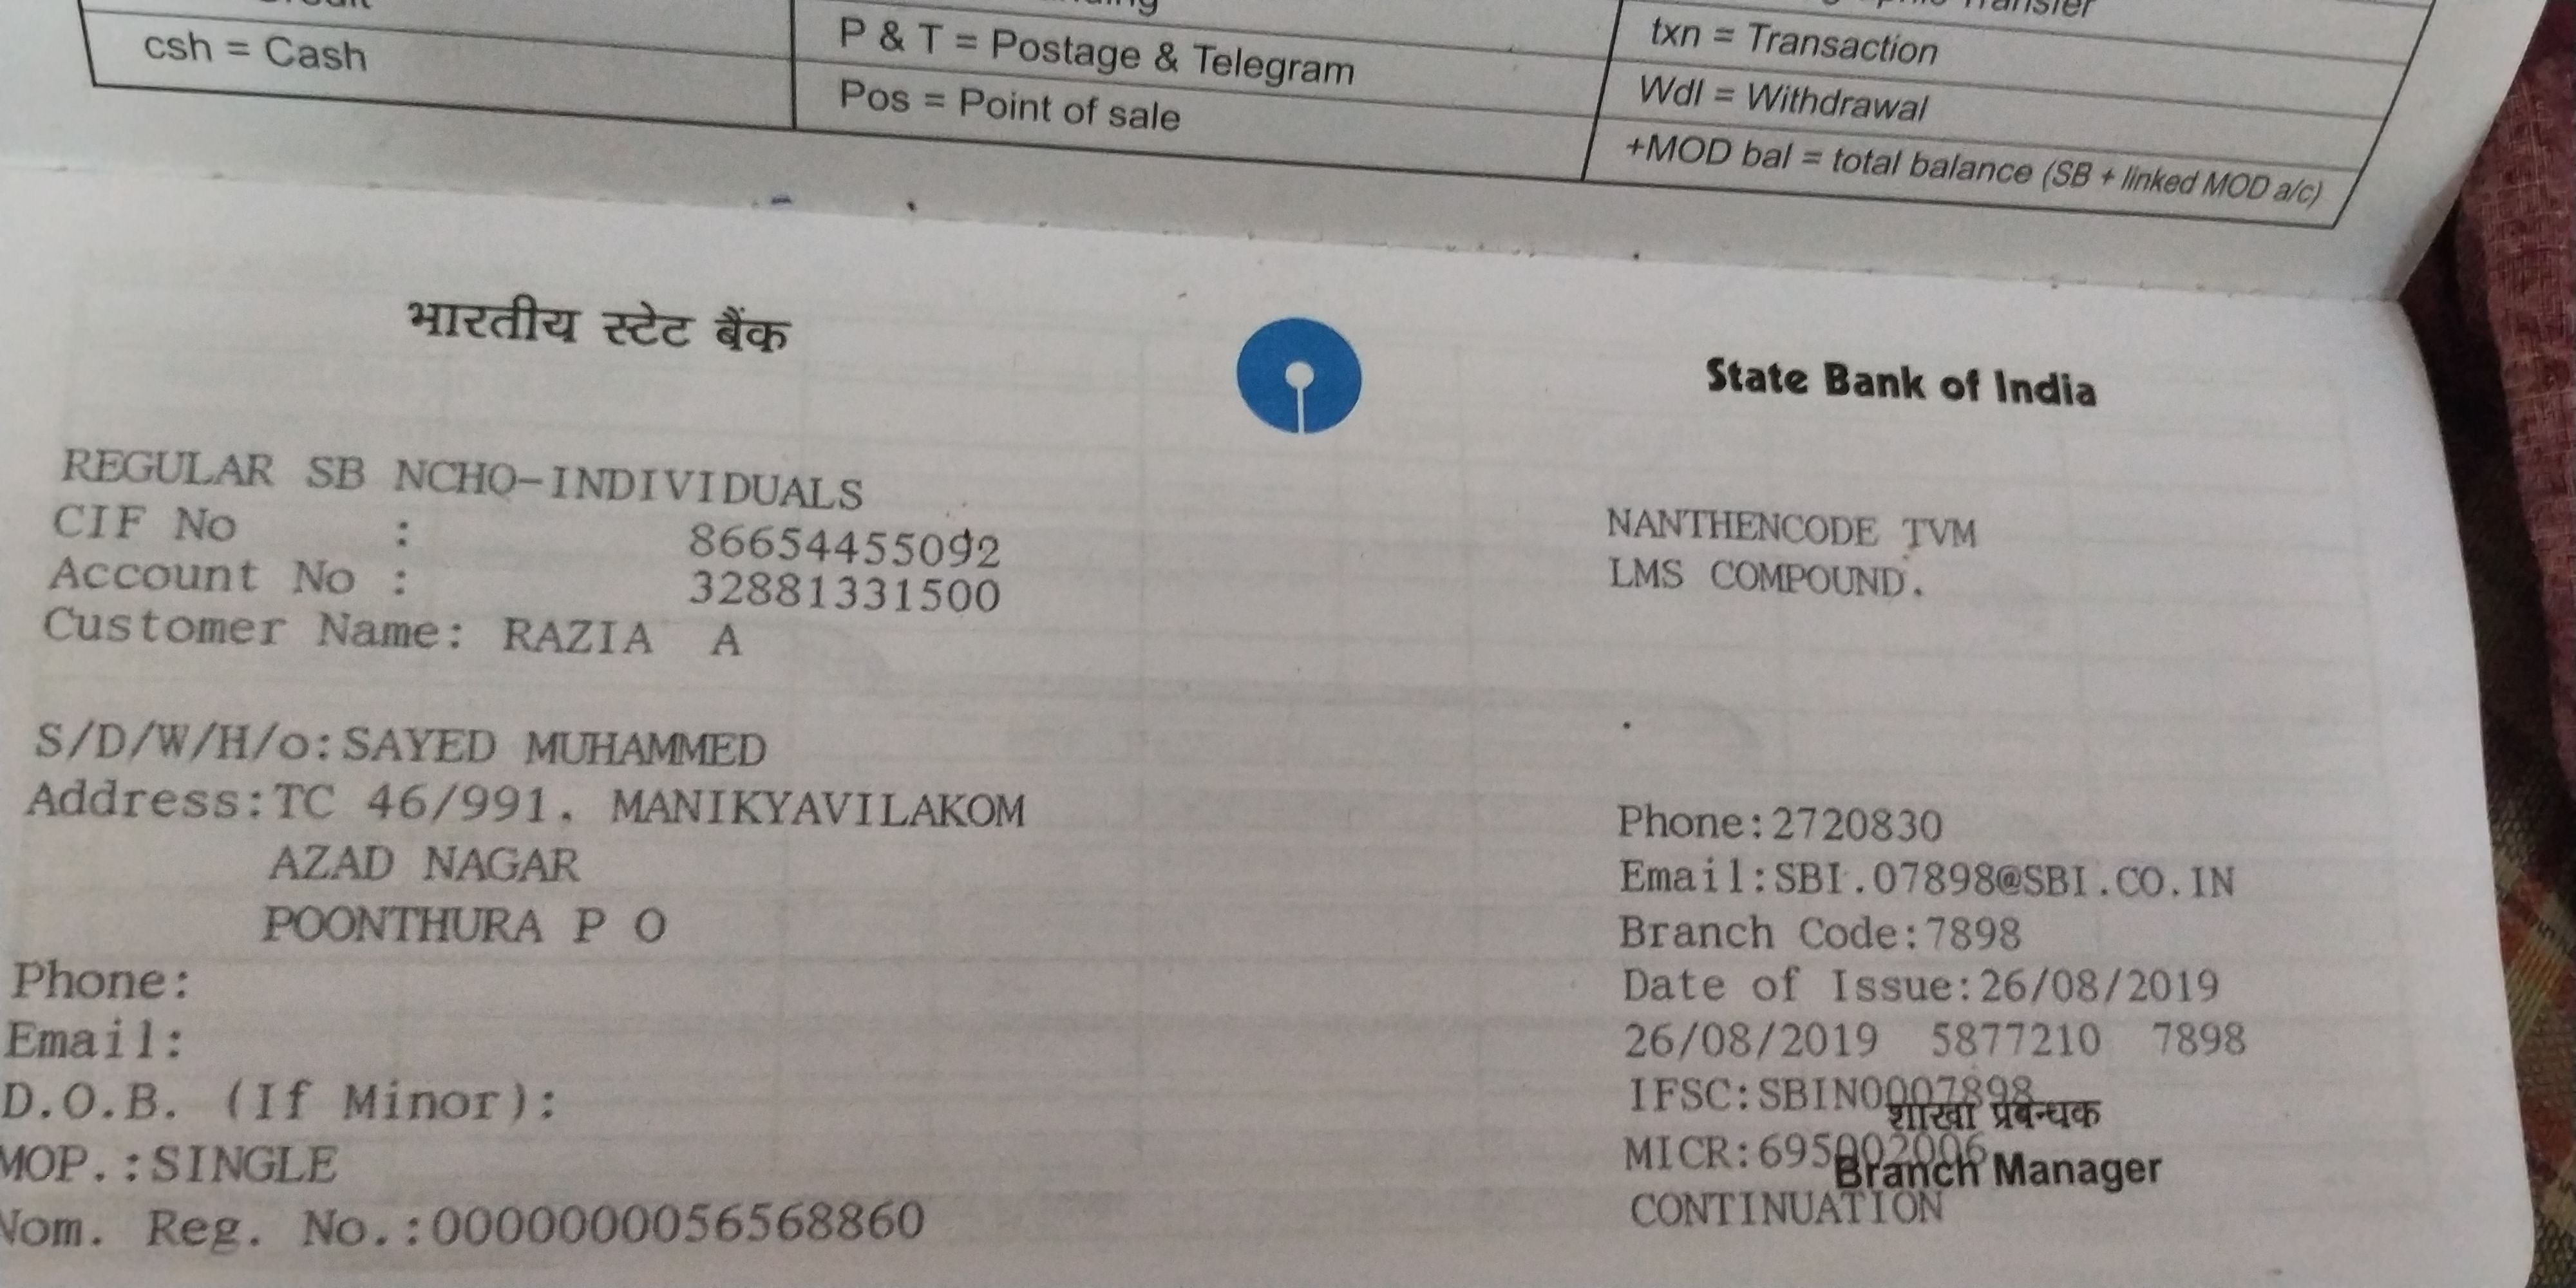 csh = Cash
P & T = Postage & Telegram
txn = Transaction
Pos = Point of sale
Wdl = Withdrawal
+MOD bal = total balance (SB + linked MOD a/c)
भारतीय स्टेट बैंक
State Bank of India
REGULAR SB NCHQ-INDIVIDUALS
CIF No : 86654455092
Account No : 32881331500
Customer Name: RAZIA A
S/D/W/H/o:SAYED MUHAMMED
Address:TC 46/991. MANIKYAVILAKOM
AZAD NAGAR
POONTHURA P O
Phone:
Email:
D.O.B. (If Minor):
MOP.:SINGLE
Nom. Reg. No.:0000000565568860
NANTHENCODE TVM
LMS COMPOUND.
Phone:2720830
Email:SBI.07898@SBI.CO.IN
Branch Code:7898
Date of Issue:26/08/2019
26/08/2019 5877210 7898
IFSC:SBIN0007898
MICR:695002006
CONTINUATION
शाखा प्रबन्धक
Branch Manager